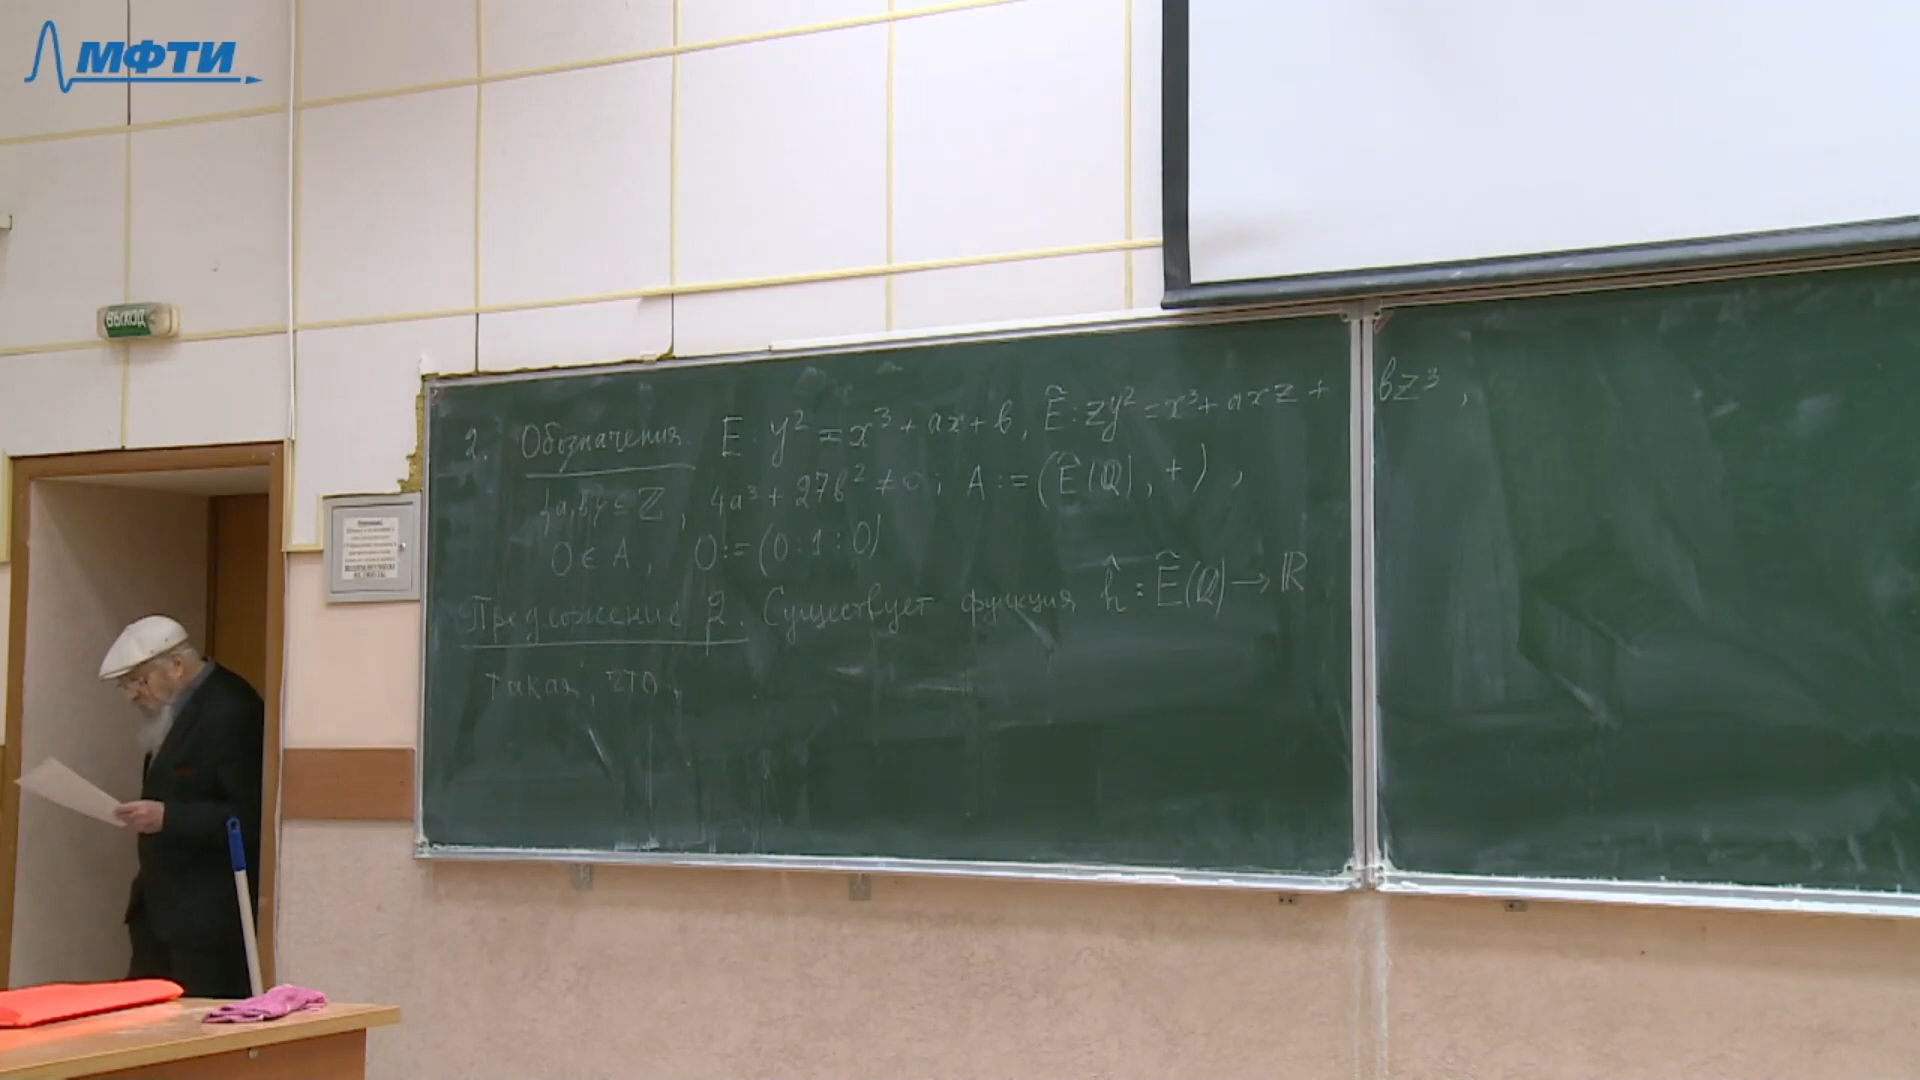 МФТИ
ВЫХОД
2. Обозначения. E: y² = x³ + ax + b, Ẽ: zy² = x³ + axz + bz³,
{a,b} ⊆ ℤ, 4a³ + 27b² ≠ 0; A := (Ẽ(ℚ), +),
O ∈ A, O := (0:1:0)
Предложение 2. Существует функция ĥ: Ẽ(ℚ) → ℝ
такая, что